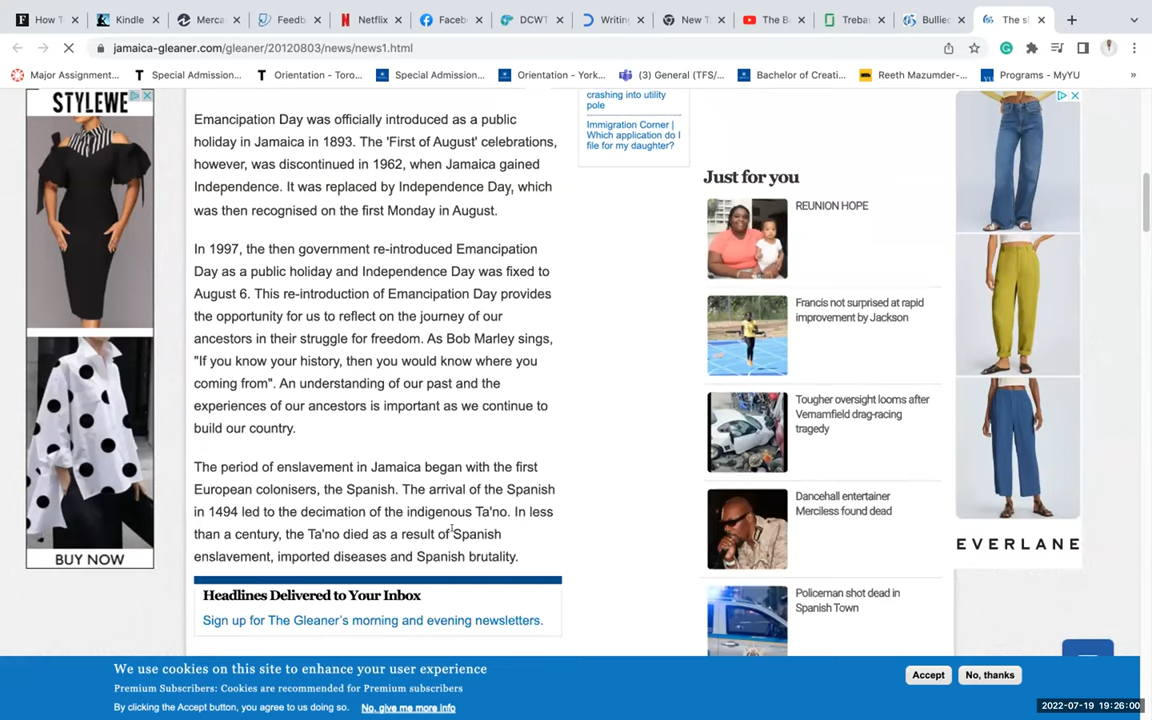 How T
Kindle
Merca
Feedb
Netflix
Faceb
DCWT
Writing
New Ta
The B
Treba
Bullie
The s
jamaica-gleaner.com/gleaner/20120803/news/news1.html
Major Assignment...
Special Admission...
Orientation - Toro...
Special Admission...
Orientation - York...
(3) General (TFS/...
Bachelor of Creati...
Reeth Mazumder-...
Programs - MyYU
»
STYLEWE
BUY NOW
Emancipation Day was officially introduced as a public
holiday in Jamaica in 1893. The 'First of August' celebrations,
however, was discontinued in 1962, when Jamaica gained
Independence. It was replaced by Independence Day, which
was then recognised on the first Monday in August.
In 1997, the then government re-introduced Emancipation
Day as a public holiday and Independence Day was fixed to
August 6. This re-introduction of Emancipation Day provides
the opportunity for us to reflect on the journey of our
ancestors in their struggle for freedom. As Bob Marley sings,
"If you know your history, then you would know where you
coming from". An understanding of our past and the
experiences of our ancestors is important as we continue to
build our country.
The period of enslavement in Jamaica began with the first
European colonisers, the Spanish. The arrival of the Spanish
in 1494 led to the decimation of the indigenous Ta'no. In less
than a century, the Ta'no died as a result of Spanish
enslavement, imported diseases and Spanish brutality.
Headlines Delivered to Your Inbox
Sign up for The Gleaner's morning and evening newsletters.
crashing into utility
pole
Immigration Corner |
Which application do I
file for my daughter?
Just for you
REUNION HOPE
Francis not surprised at rapid
improvement by Jackson
Tougher oversight looms after
Vernamfield drag-racing
tragedy
Dancehall entertainer
Merciless found dead
Policeman shot dead in
Spanish Town
EVERLANE
We use cookies on this site to enhance your user experience
Premium Subscribers: Cookies are recommended for Premium subscribers
By clicking the Accept button, you agree to us doing so. No, give me more info
Accept
No, thanks
2022-07-19 19:26:00